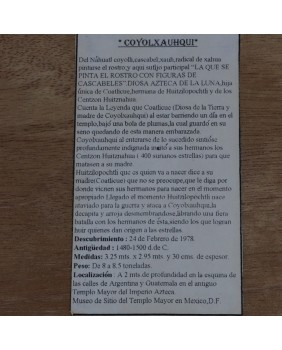 " COYOLXAUHQUI"
Del Náhuatl coyolli,cascabel,xauh,radical de xahua
pintarse el rostro,y aquí sufijo participal "LA QUE SE
PINTA EL ROSTRO CON FIGURAS DE
CASCABELES" DIOSA AZTECA DE LA LUNA,hija
única de Coatlicue, hermana de Huitzilopochtli y de los
Centzon Huitznahua:
Cuenta la Leyenda que Coatlicue (Diosa de la Tierra y
madre de Coyolxauhqui) al estar barriendo un día en el
templo,bajó una bola de plumas,la cual guardó en su
seno quedando de esta manera embarazada.
Coyolxauhqui al enterarse de lo sucedido sintióse
profundamente indignada a sus hermanos a los
Centzon Huitznahua ( 400 surianos estrellas) para que
matasen a su madre.
Huitzilopochtli que es quien va a nacer dice a su
madre(Coatlicue) que no se preocupe,que le diga por
donde vienen sus hermanos para nacer en el momento
apropiado Llegado el momento Huitzilopochtli nace
ataviado para la guerra y ataca a Coyolxauhqui,la
decapita y arroja desmembrandose,librando una fiera
batalla con los hermanos de ésta,siendo los que logran
huir quienes dan origen a las estrellas.
Descubrimiento : 24 de Febrero de 1978.
Antigüedad : 1480-1500 d.de C.
Medidas: 3.25 mts. x 2.95 mts. y 30 cms. de espesor
Peso: De 8 a 8.5 toneladas.
Localización : A 2 mts de profundidad en la esquina de
las calles de Argentina y Guatemala en el antiguo
Templo Mayor del Imperio Azteca.
Museo de Sitio del Templo Mayor en Mexico,D.F.